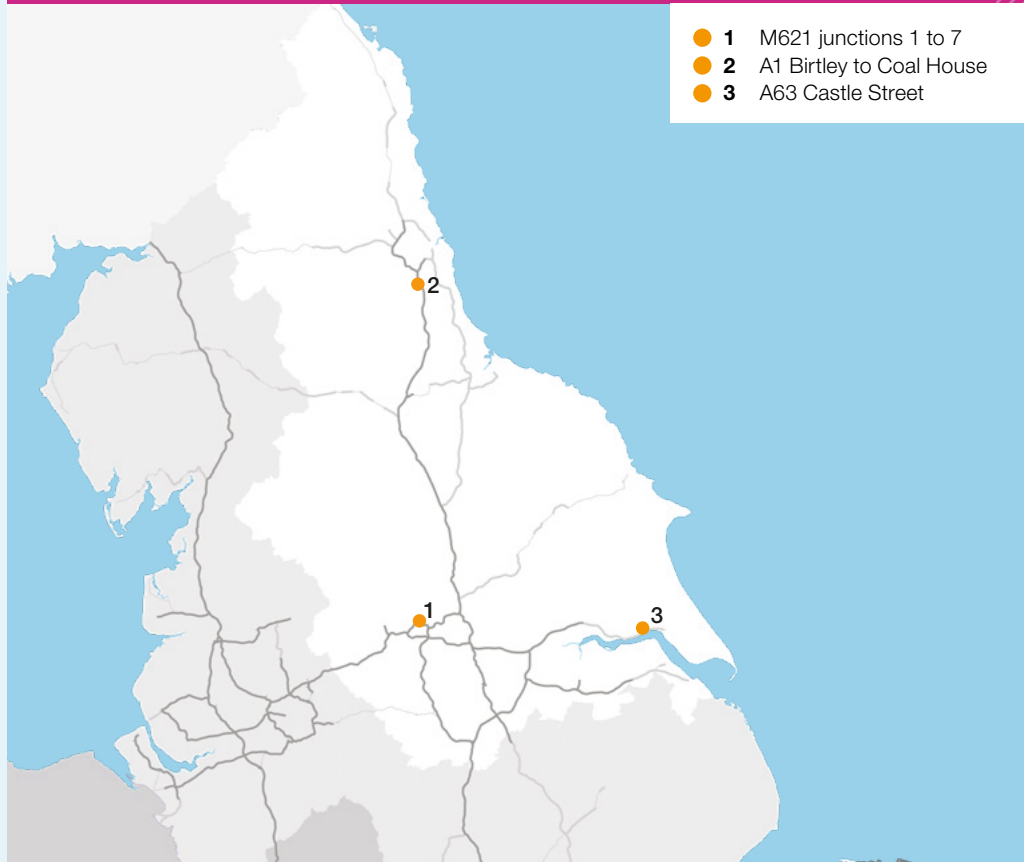 1 M621 junctions 1 to 7
2 A1 Birtley to Coal House
3 A63 Castle Street
2
1
3